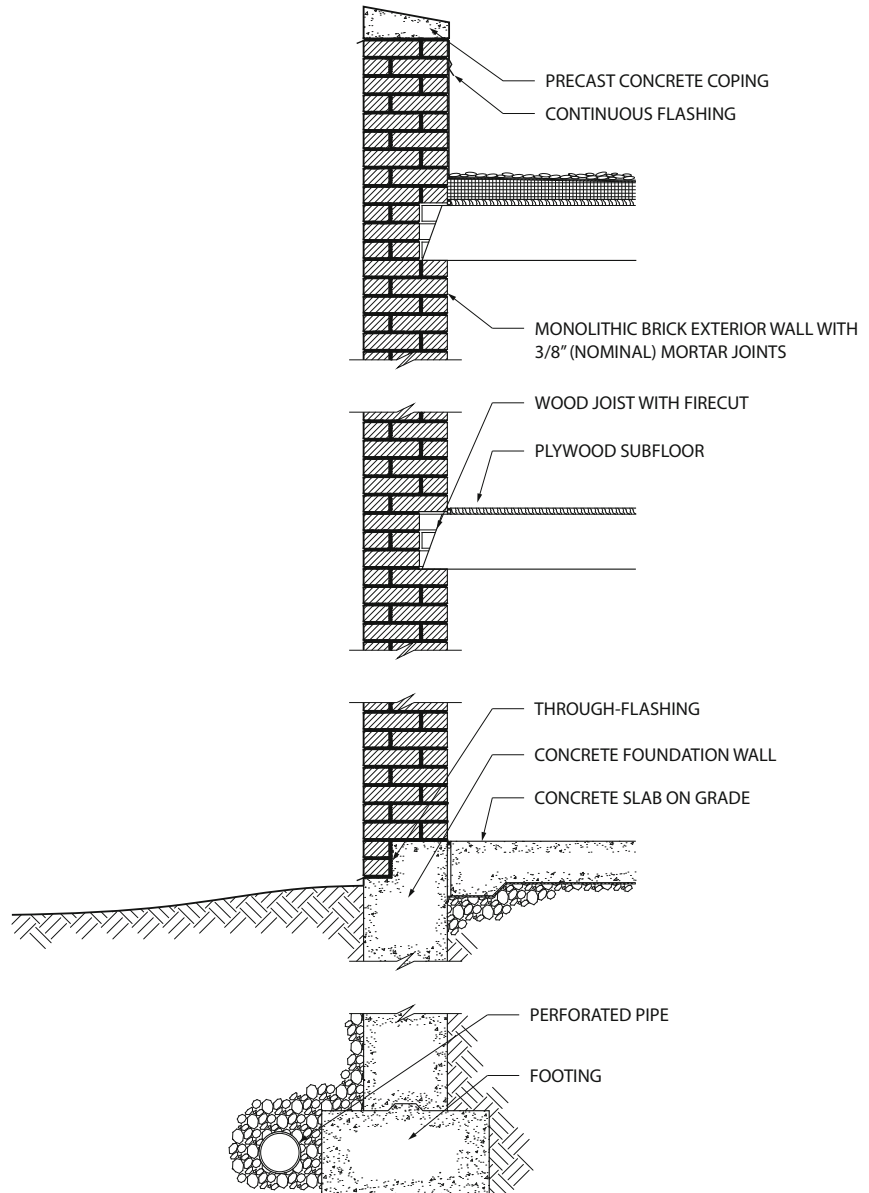 PRECAST CONCRETE COPING
CONTINUOUS FLASHING
MONOLITHIC BRICK EXTERIOR WALL WITH
3/8" (NOMINAL) MORTAR JOINTS
WOOD JOIST WITH FIRECUT
PLYWOOD SUBFLOOR
THROUGH-FLASHING
CONCRETE FOUNDATION WALL
CONCRETE SLAB ON GRADE
PERFORATED PIPE
FOOTING